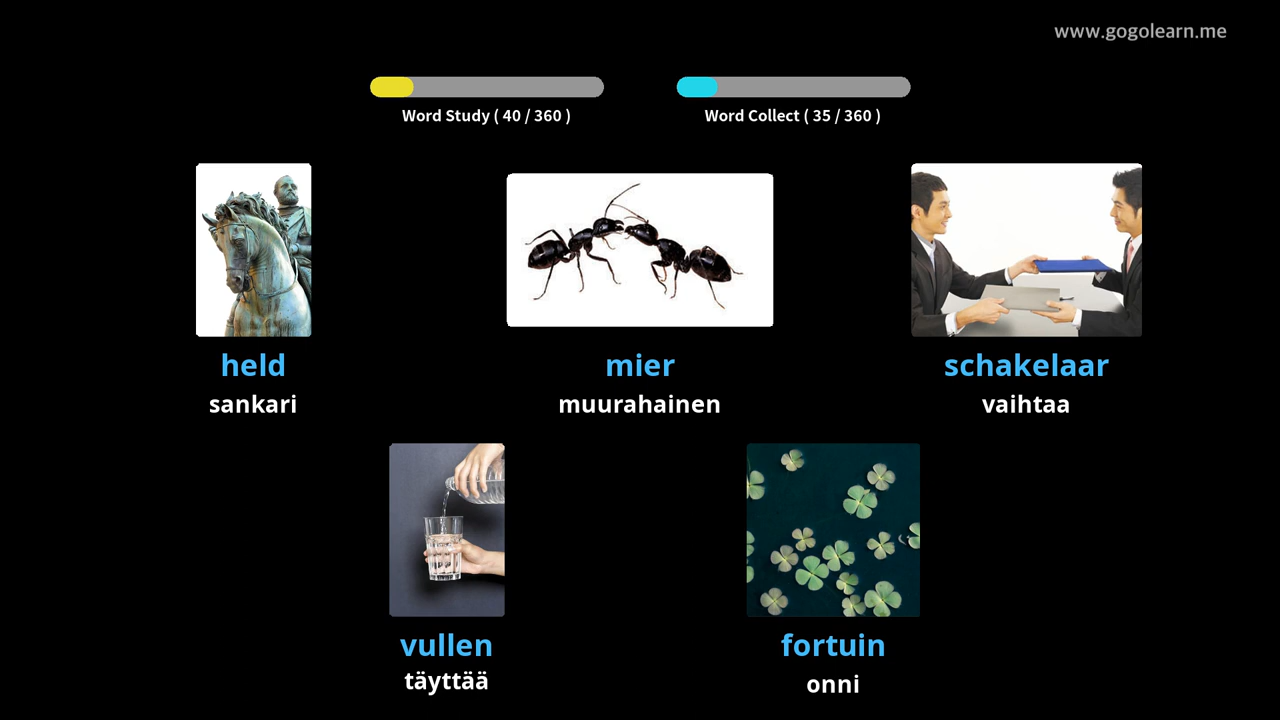 www.gogolearn.me
Word Study ( 40 / 360 )
Word Collect ( 35 / 360 )
held
sankari
mier
muurahainen
schakelaar
vaihtaa
vullen
täyttää
fortuin
onni